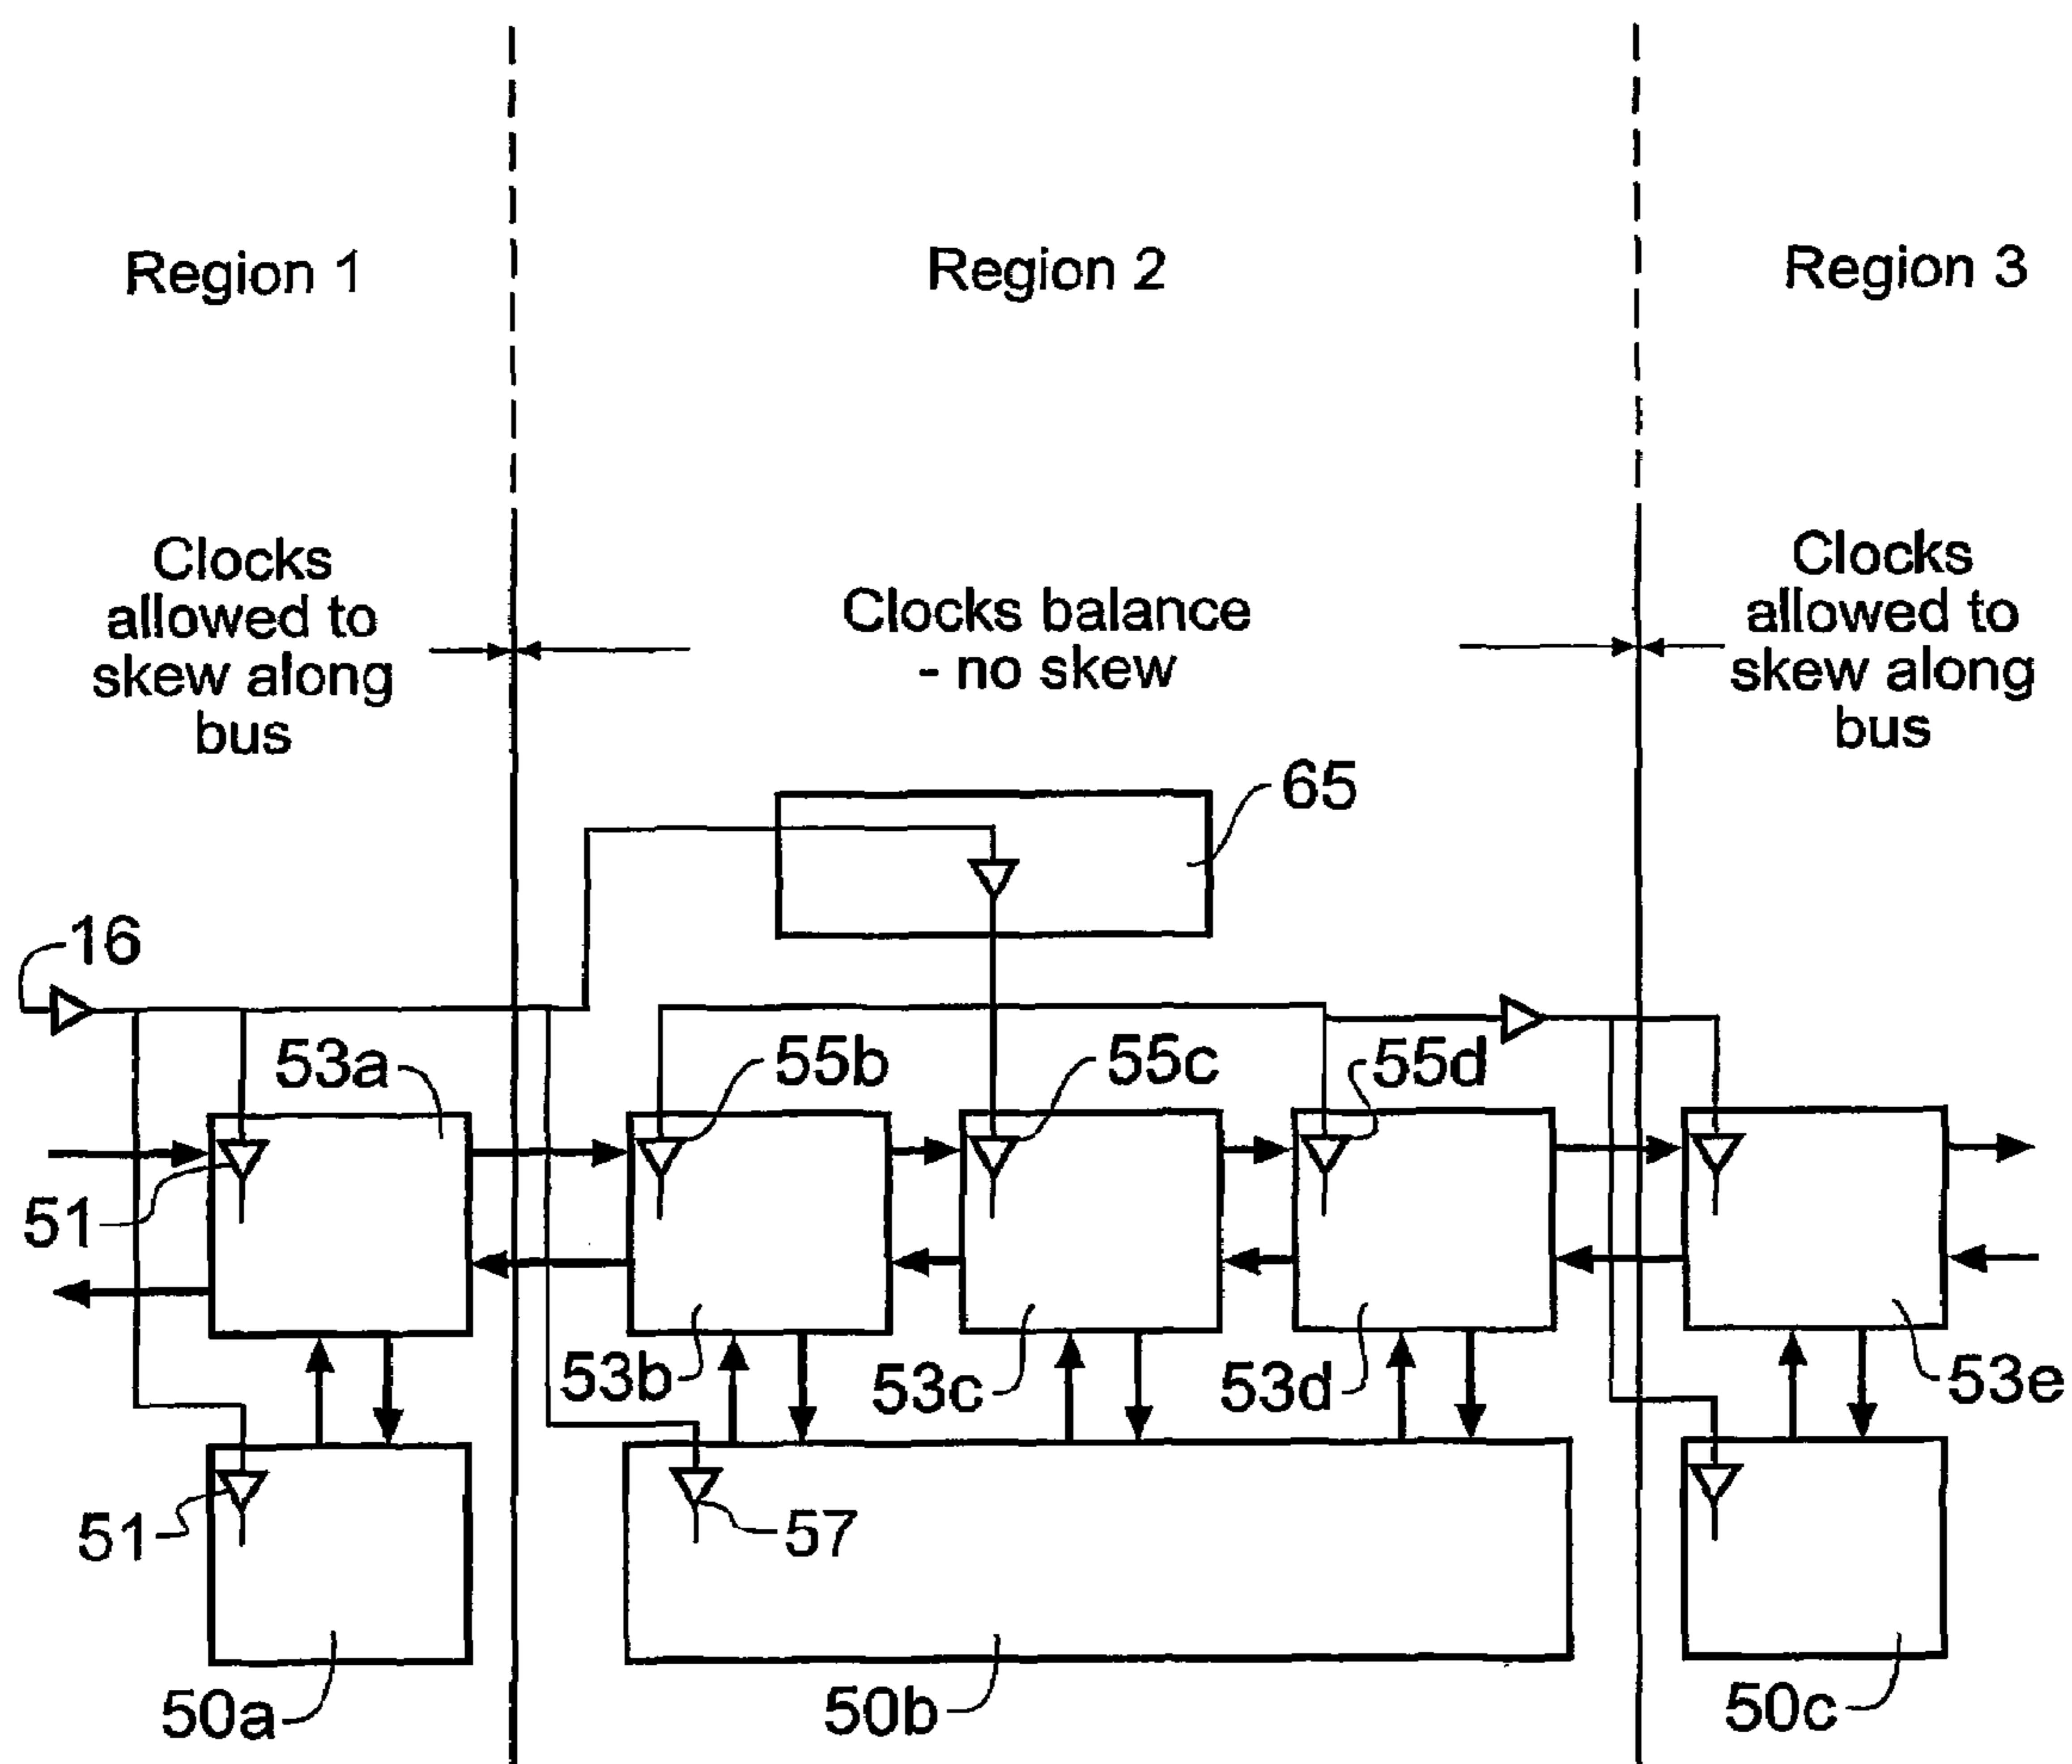 Region 1
Region 2
Region 3
Clocks
allowed to
skew along
bus
Clocks balance
- no skew
Clocks
allowed to
skew along
bus
65
16
53a
55b
55c
55d
51
53b
53c
53d
53e
51
57
50a
50b
50c